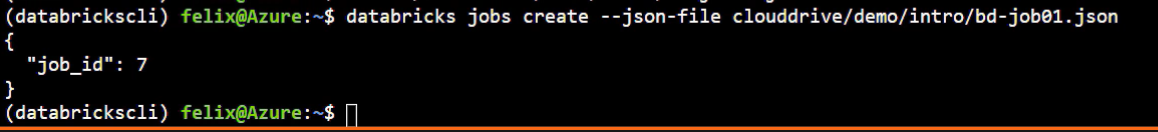 (databrickscli) felix@Azure:~$ databricks jobs create --json-file clouddrive/demo/intro/bd-job01.json
{
  "job_id": 7
}
(databrickscli) felix@Azure:~$